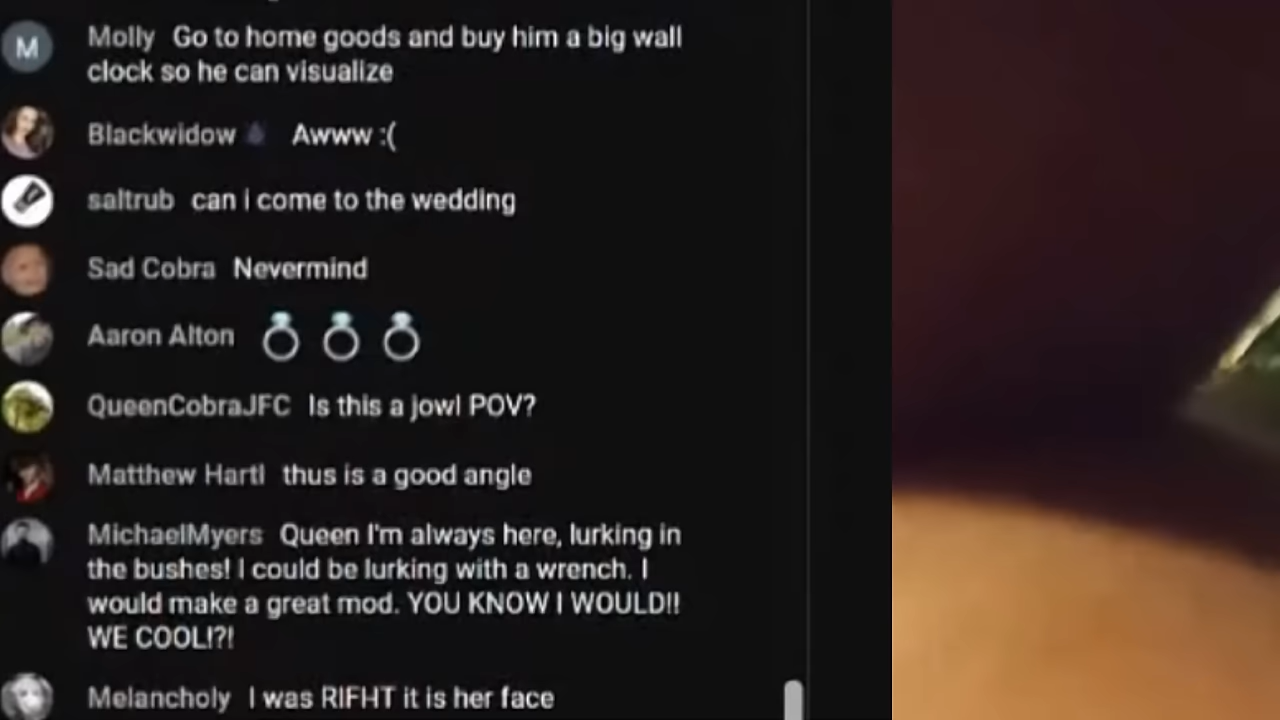 M Molly Go to home goods and buy him a big wall
clock so he can visualize
Blackwidow Awww :(
saltrub can i come to the wedding
Sad Cobra Nevermind
Aaron Alton 💍 💍 💍
QueenCobraJFC Is this a jowl POV?
Matthew Hartl thus is a good angle
MichaelMyers Queen I'm always here, lurking in
the bushes! I could be lurking with a wrench. I
would make a great mod. YOU KNOW I WOULD!!
WE COOL!?!
Melancholy I was RIFHT it is her face